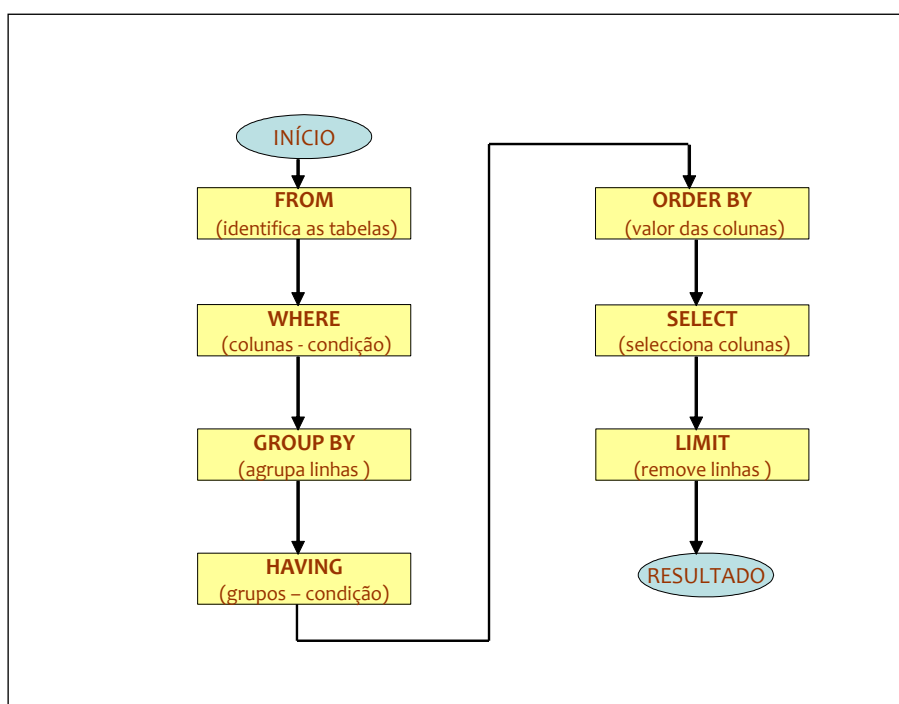 INÍCIO
FROM
(identifica as tabelas)
WHERE
(colunas - condição)
GROUP BY
(agrupa linhas )
HAVING
(grupos – condição)
ORDER BY
(valor das colunas)
SELECT
(selecciona colunas)
LIMIT
(remove linhas )
RESULTADO